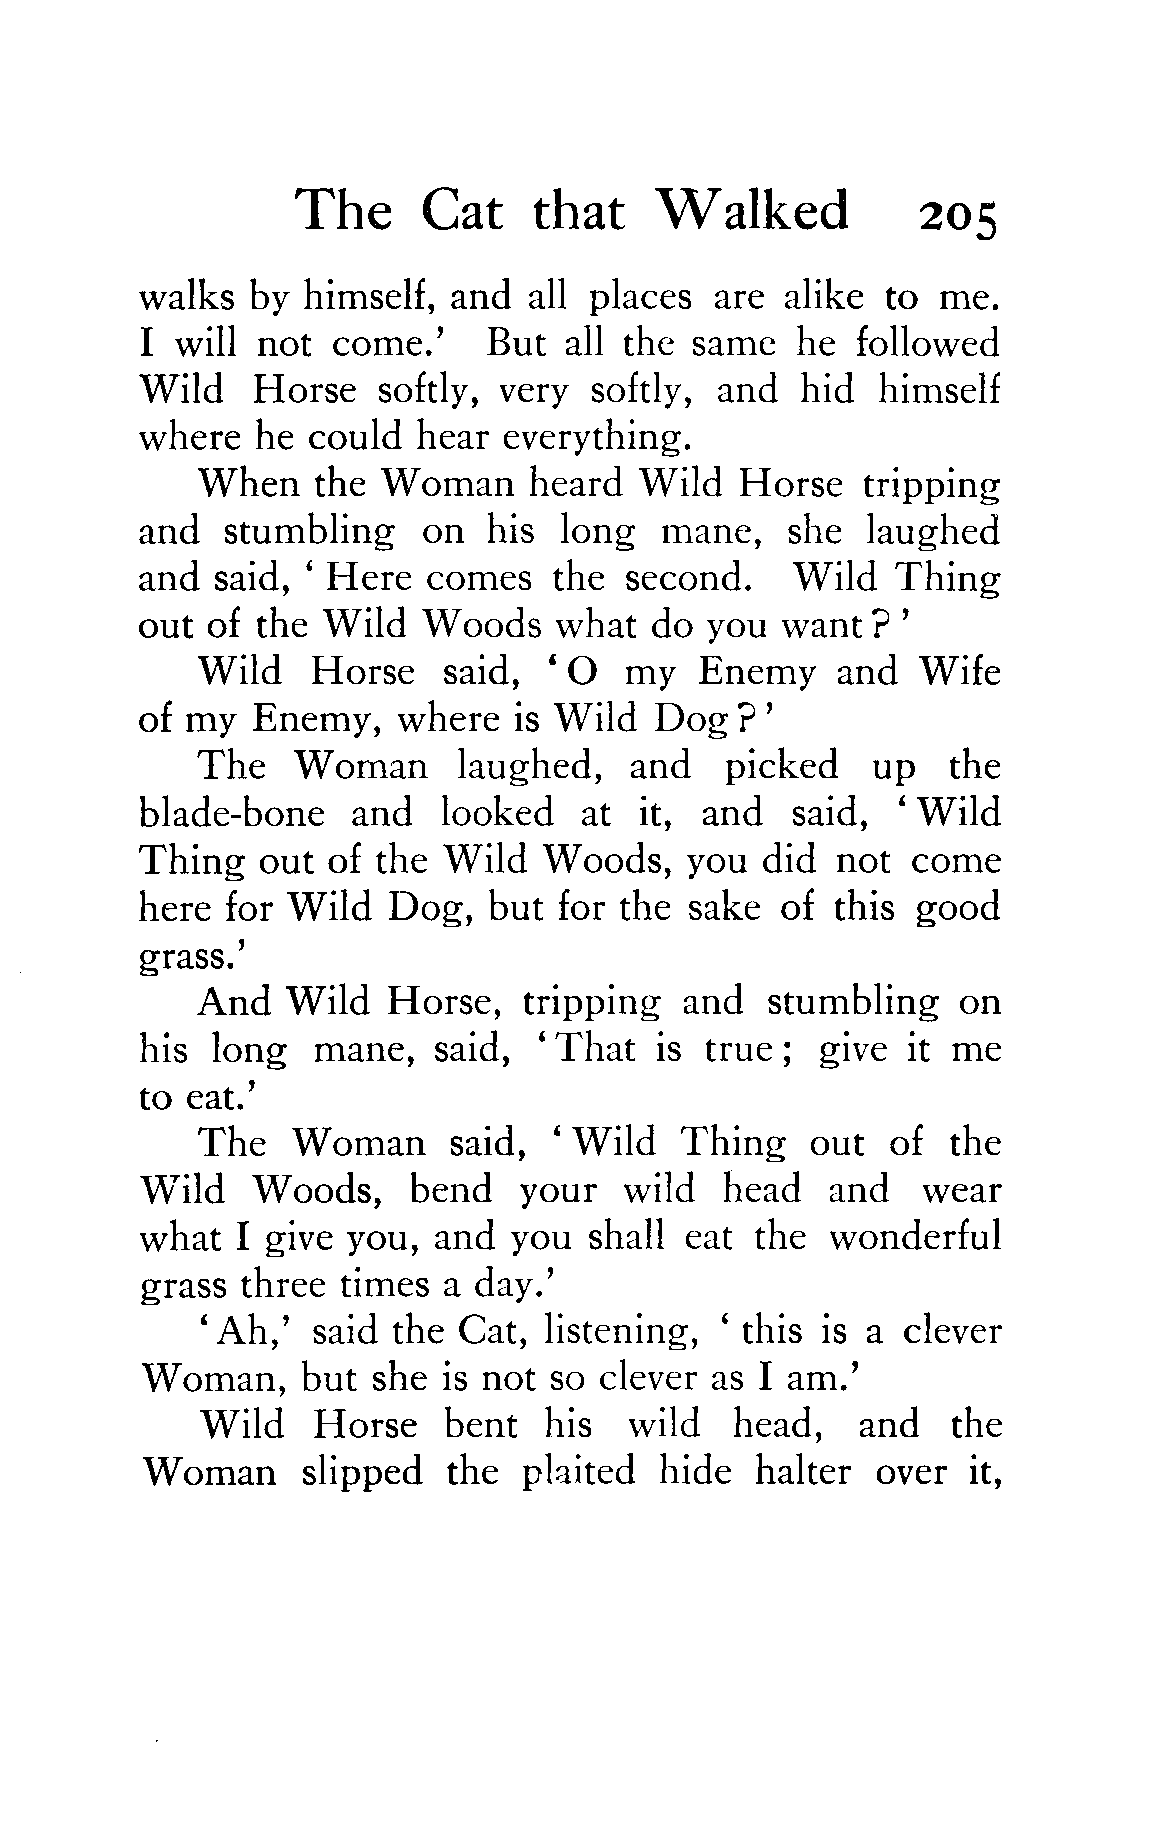 The Cat that Walked 205
walks by himself, and all places are alike to me.
I will not come.' But all the same he followed
Wild Horse softly, very softly, and hid himself
where he could hear everything.
When the Woman heard Wild Horse tripping
and stumbling on his long mane, she laughed
and said, ‘ Here comes the second. Wild Thing
out of the Wild Woods what do you want ? ’
Wild Horse said, ‘ O my Enemy and Wife
of my Enemy, where is Wild Dog ? ’
The Woman laughed, and picked up the
blade-bone and looked at it, and said, ‘ Wild
Thing out of the Wild Woods, you did not come
here for Wild Dog, but for the sake of this good
grass.’
And Wild Horse, tripping and stumbling on
his long mane, said, ‘ That is true ; give it me
to eat.’
The Woman said, ‘ Wild Thing out of the
Wild Woods, bend your wild head and wear
what I give you, and you shall eat the wonderful
grass three times a day.’
‘ Ah,’ said the Cat, listening, ‘ this is a clever
Woman, but she is not so clever as I am.’
Wild Horse bent his wild head, and the
Woman slipped the plaited hide halter over it,